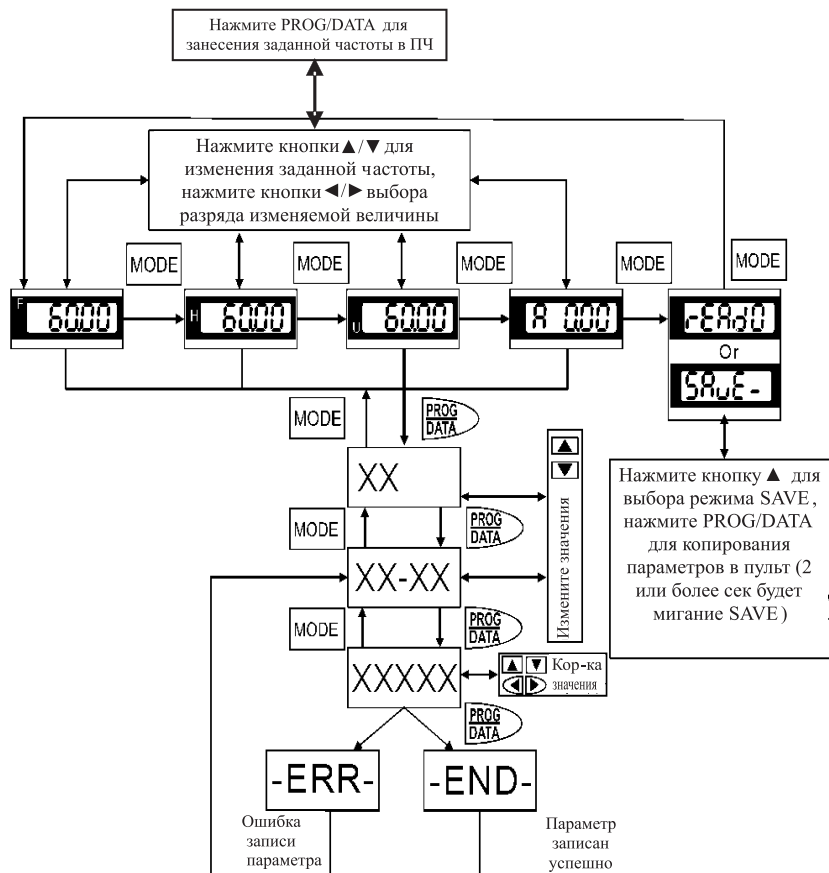 Нажмите PROG/DATA для
занесения заданной частоты в ПЧ
Нажмите кнопки ▲/▼ для
изменения заданной частоты,
нажмите кнопки ◄/► выбора
разряда изменяемой величины
MODE
MODE
MODE
MODE
MODE
F 60.00
H 60.00
U 60.00
A 0.00
rEAd0
Or
SAvE-
MODE
PROG
DATA
XX
MODE
PROG
DATA
XX-XX
MODE
PROG
DATA
XXXXX
PROG
DATA
▲
▼
Измените значения
▲ ▼ Кор-ка
◄ ► значения
Нажмите кнопку ▲ для
выбора режима SAVE,
нажмите PROG/DATA
для копирования
параметров в пульт (2
или более сек будет
мигание SAVE)
-ERR-
-END-
Ошибка
записи
параметра
Параметр
записан
успешно